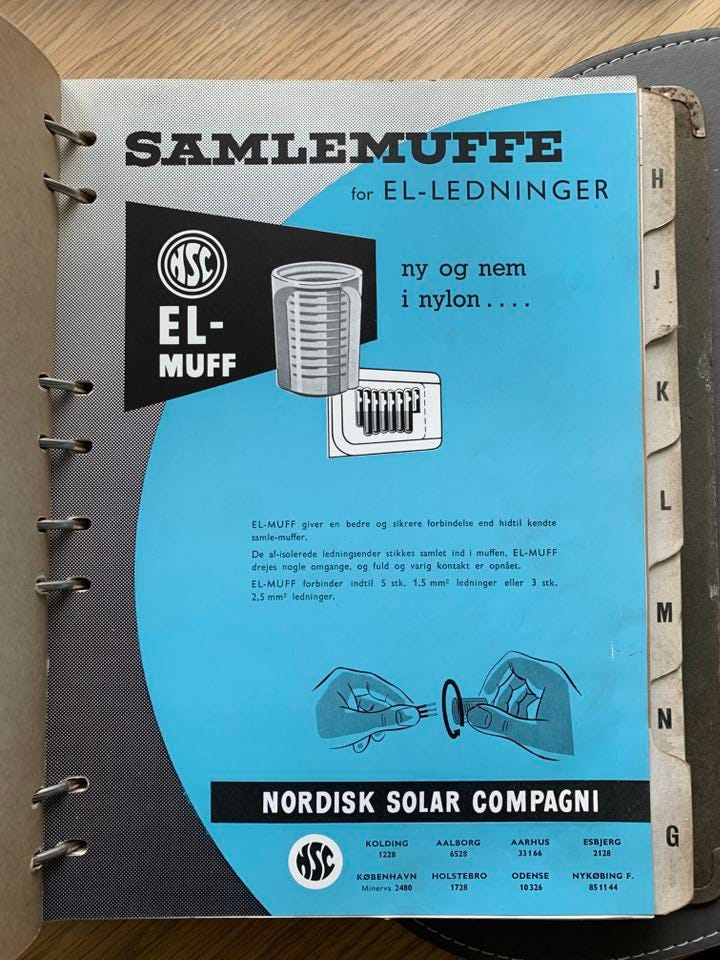 SAMLEMUFFE
for EL-LEDNINGER
NSC
EL-
MUFF
ny og nem
i nylon....
EL-MUFF giver en bedre og sikrere forbindelse end hidtil kendte
samle-muffer.
De af-isolerede ledningsender stikkes samlet ind i muffen, EL-MUFF
drejes nogle omgange, og fuld og varig kontakt er opnået.
EL-MUFF forbinder indtil 5 stk. 1,5 mm² ledninger eller 3 stk.
2,5 mm² ledninger.
NORDISK SOLAR COMPAGNI
NSC
KOLDING AALBORG AARHUS ESBJERG
1228 6528 33166 2128
KØBENHAVN HOLSTEBRO ODENSE NYKØBING F.
Minerva 2480 1728 10326 851144
H
J
K
L
M
N
G